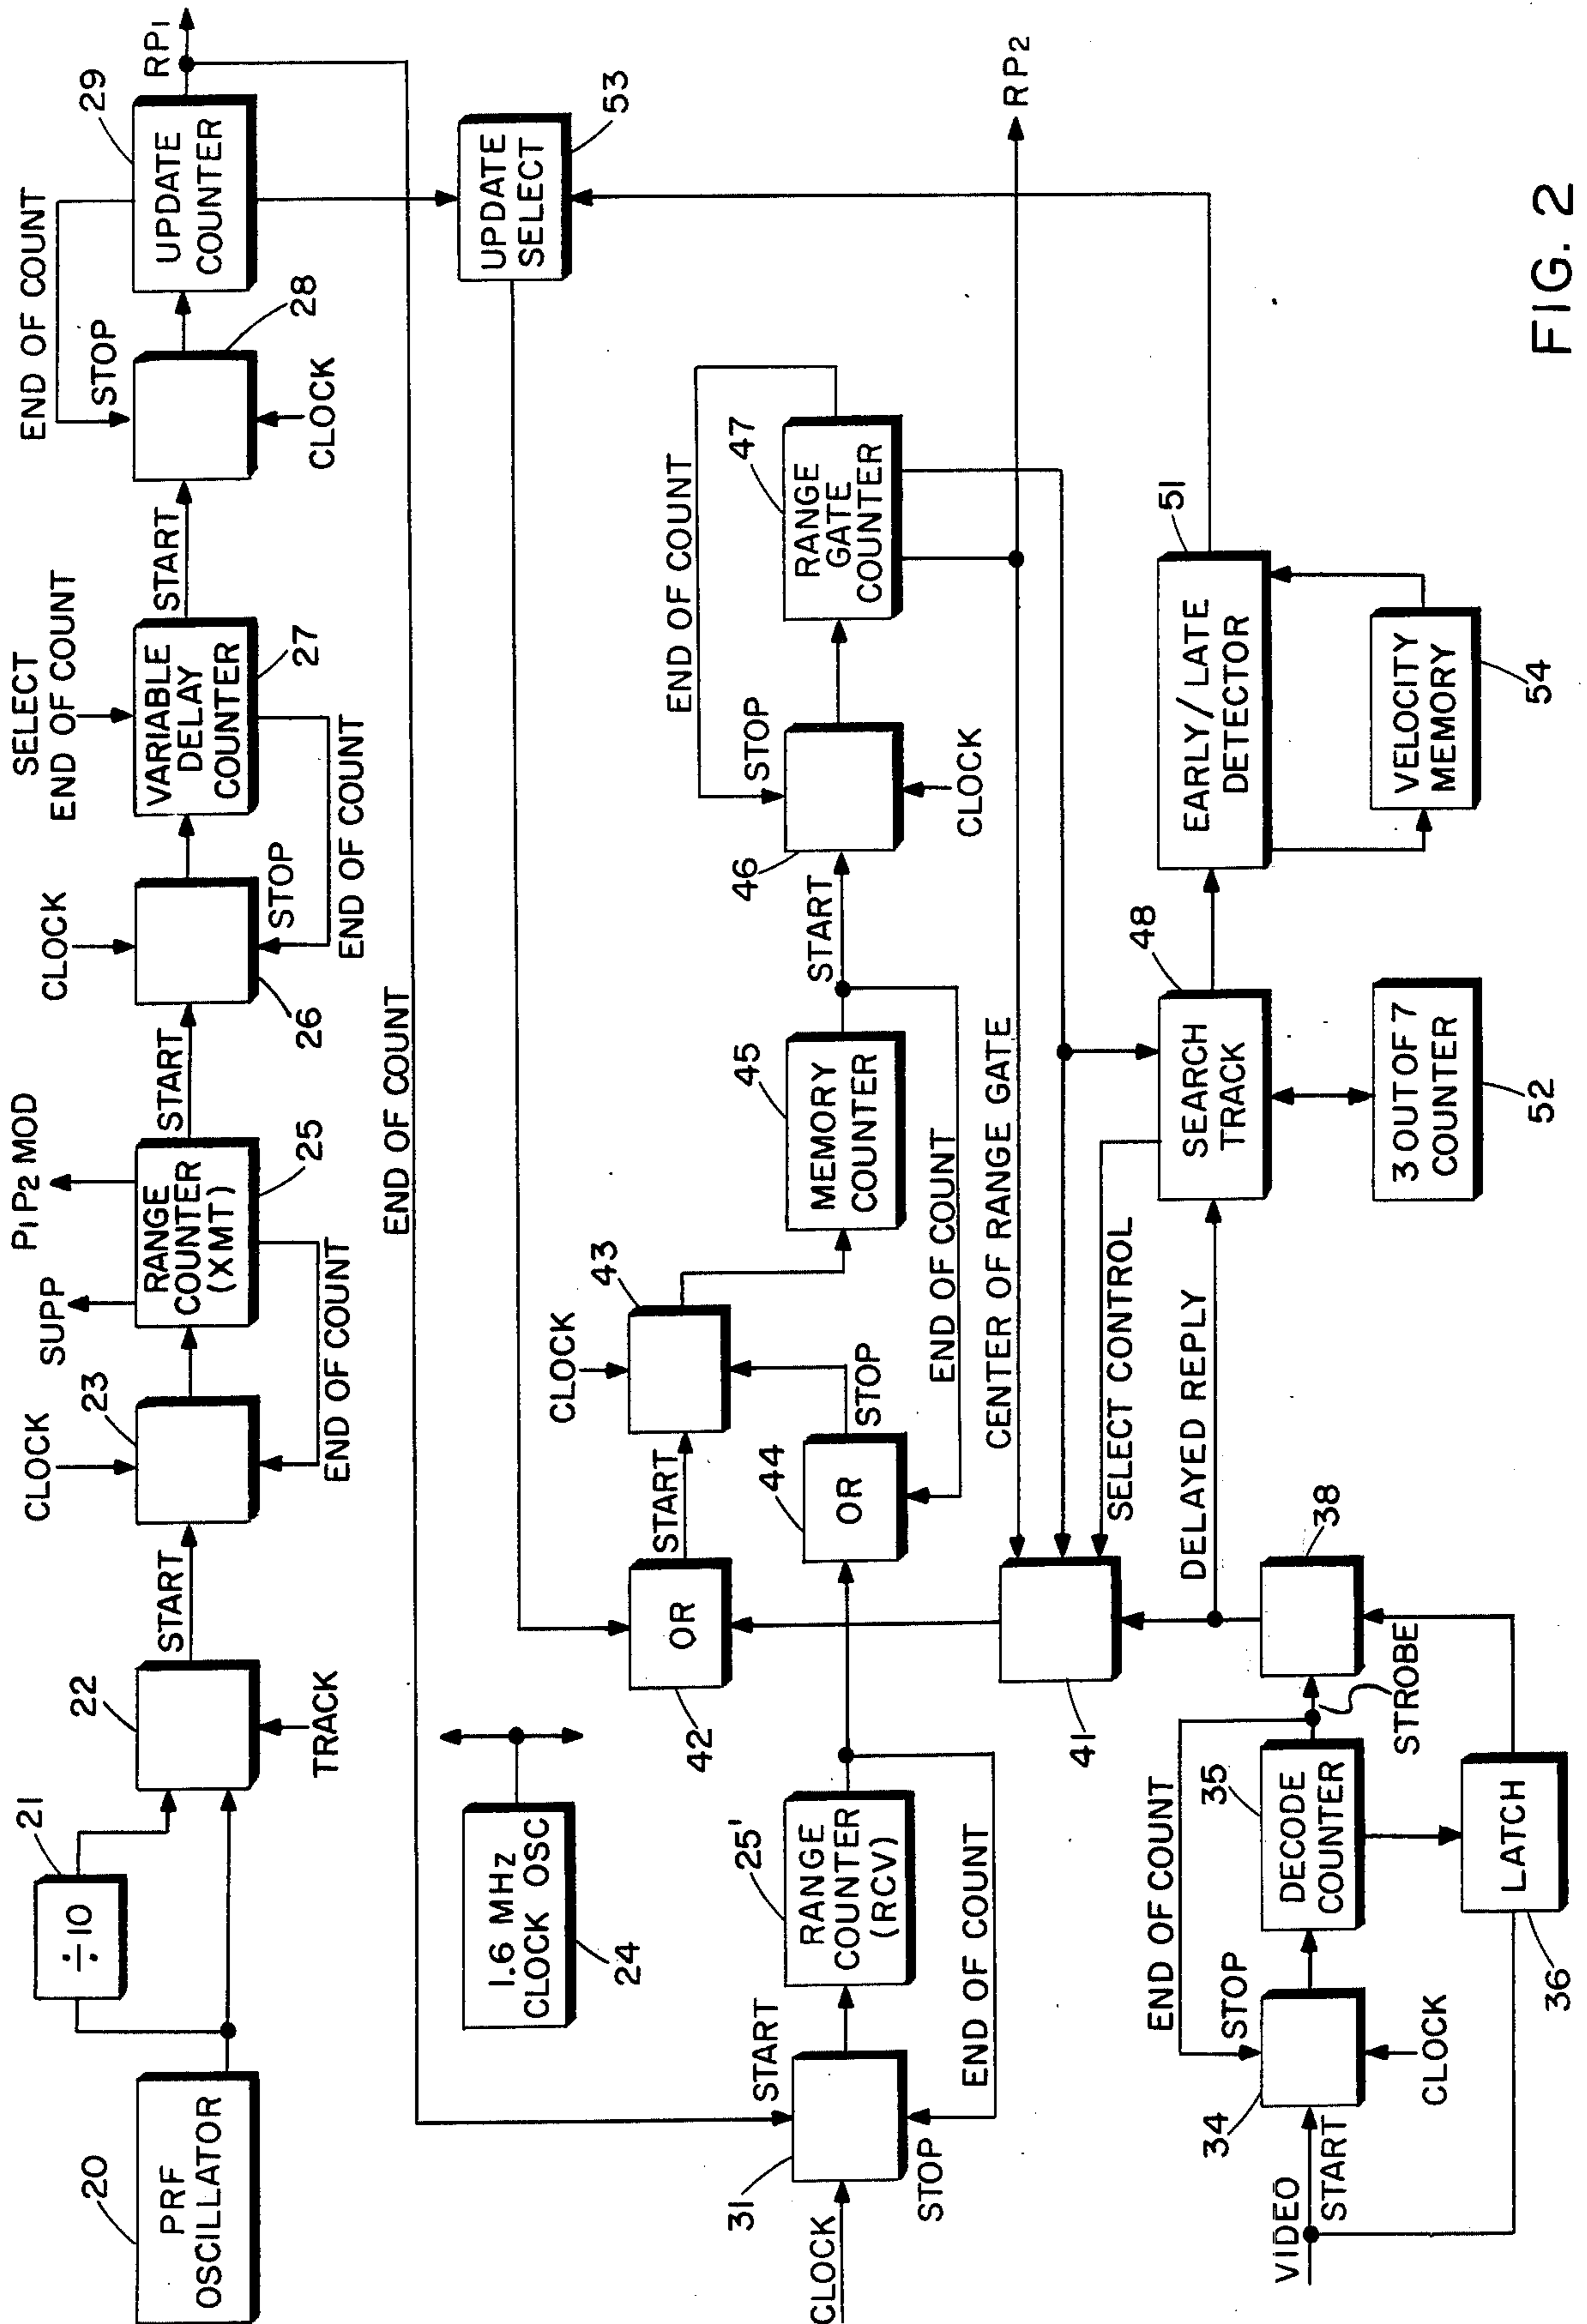 20
PRF
OSCILLATOR
21
÷10
22
TRACK
START
CLOCK
23
END OF COUNT
SUPP
P1P2 MOD
RANGE
COUNTER
(XMT)
25
START
CLOCK
26
STOP
END OF COUNT
SELECT
END OF COUNT
VARIABLE
DELAY
COUNTER
27
START
END OF COUNT
STOP
28
CLOCK
29
UPDATE
COUNTER
RP1
END OF COUNT
UPDATE
SELECT
53
1.6 MHz
CLOCK OSC
24
31
CLOCK
START
STOP
25'
RANGE
COUNTER
(RCV)
END OF COUNT
42
OR
START
CLOCK
43
44
OR
STOP
MEMORY
COUNTER
45
END OF COUNT
START
46
STOP
CLOCK
END OF COUNT
47
RANGE
GATE
COUNTER
CENTER OF RANGE GATE
RP2
41
SELECT CONTROL
DELAYED REPLY
VIDEO
START
34
STOP
CLOCK
END OF COUNT
35
DECODE
COUNTER
STROBE
LATCH
36
38
SEARCH
TRACK
48
3 OUT OF 7
COUNTER
52
EARLY/LATE
DETECTOR
51
VELOCITY
MEMORY
54
FIG. 2